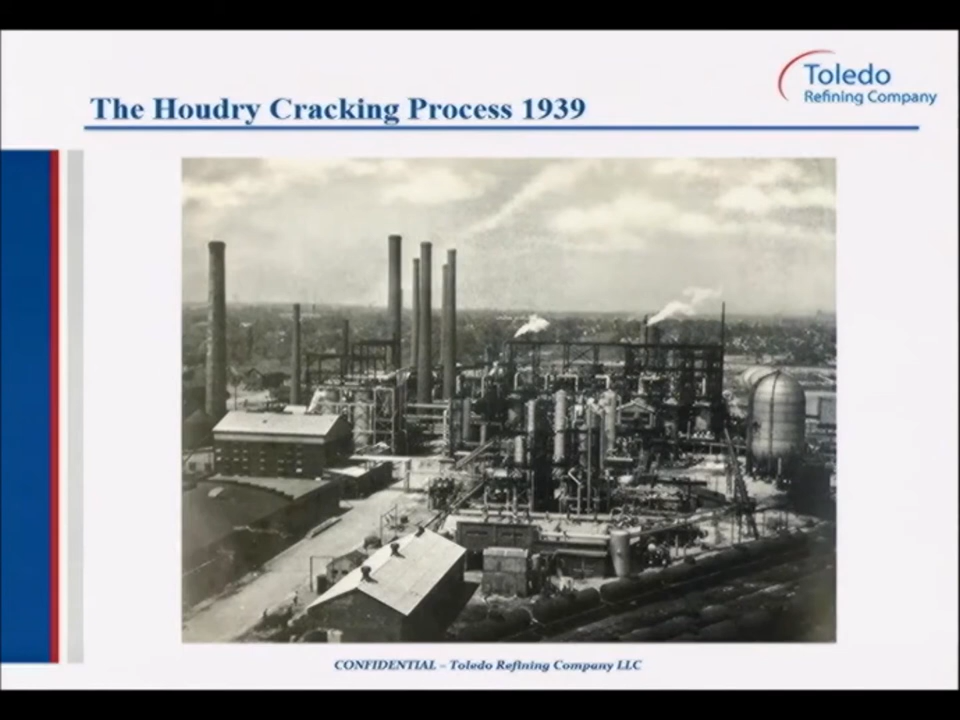 Toledo
Refining Company
The Houdry Cracking Process 1939
CONFIDENTIAL – Toledo Refining Company LLC